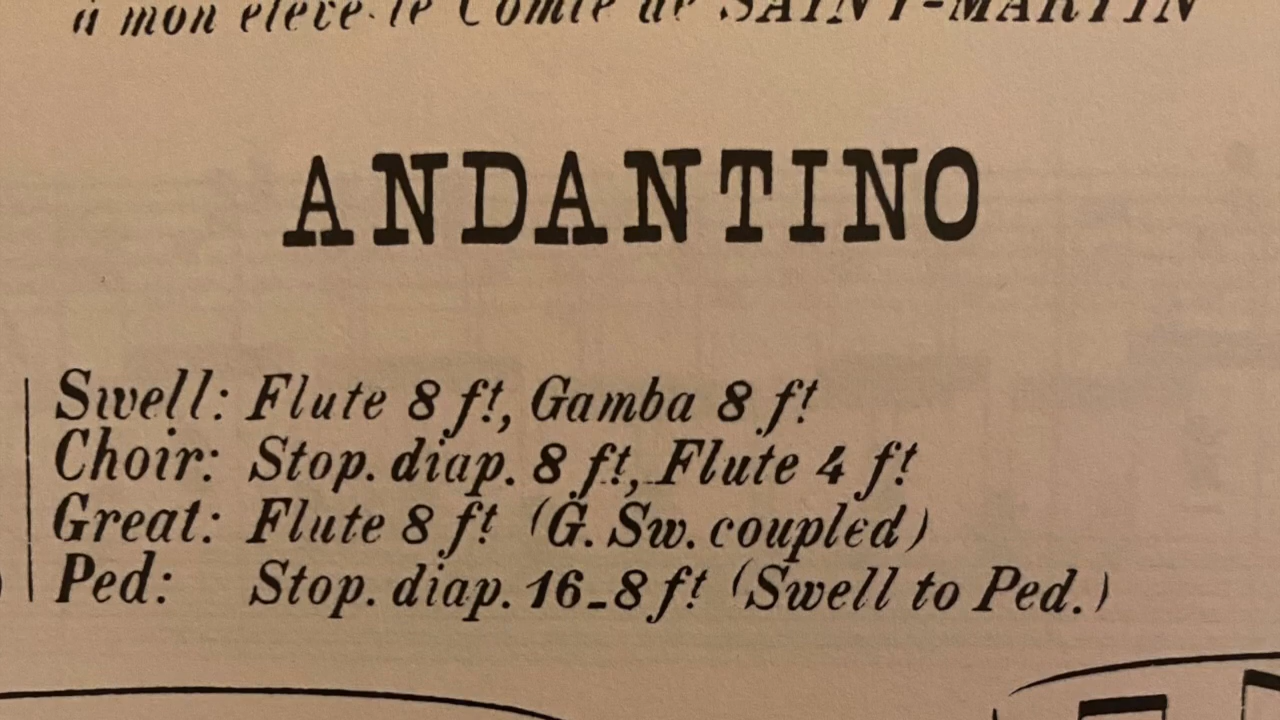 à mon élève le Comte de SAINT-MARTIN
ANDANTINO
Swell: Flute 8 ft, Gamba 8 ft
Choir: Stop. diap. 8 ft, Flute 4 ft
Great: Flute 8 ft (G. Sw. coupled)
Ped: Stop. diap. 16-8 ft (Swell to Ped.)